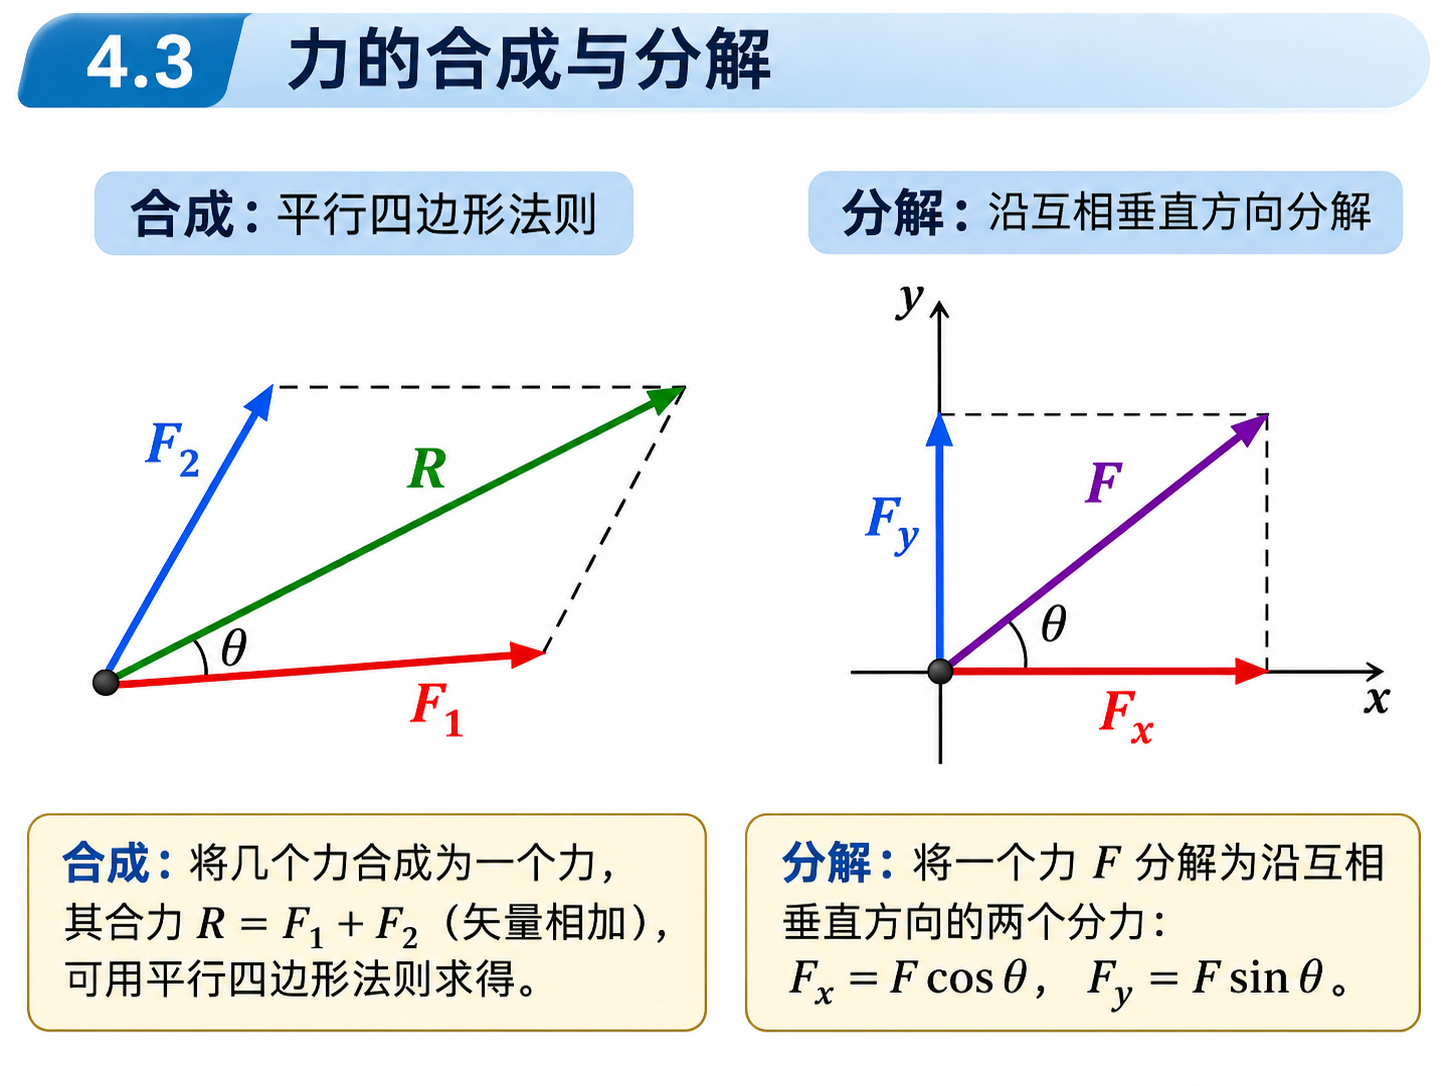 4.3 力的合成与分解
合成：平行四边形法则
F₂
R
θ
F₁
分解：沿互相垂直方向分解
y
F
F_y
θ
F_x
x
合成：将几个力合成为一个力，
其合力 R = F₁ + F₂（矢量相加），
可用平行四边形法则求得。
分解：将一个力 F 分解为沿互相
垂直方向的两个分力：
F_x = F cos θ， F_y = F sin θ。